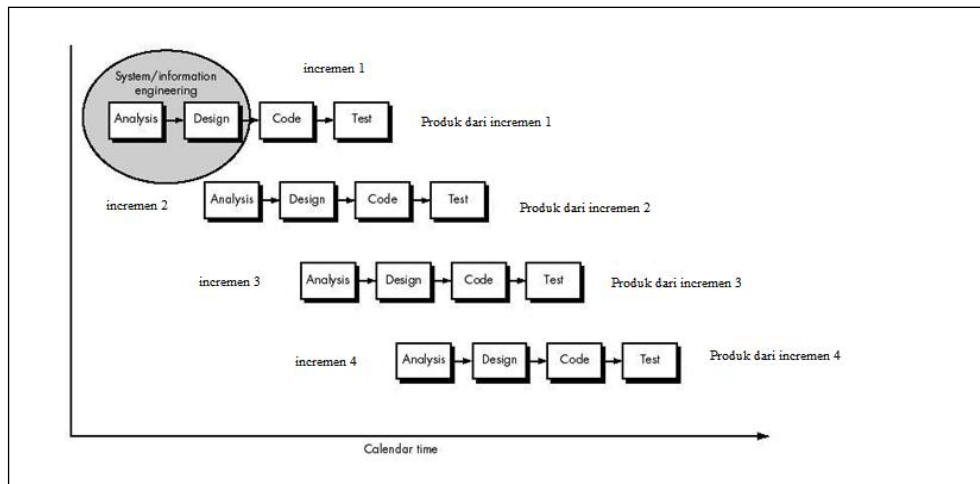 incremen 1
System/information
engineering
Analysis Design Code Test Produk dari incremen 1
incremen 2 Analysis Design Code Test Produk dari incremen 2
incremen 3 Analysis Design Code Test Produk dari incremen 3
incremen 4 Analysis Design Code Test Produk dari incremen 4
Calendar time